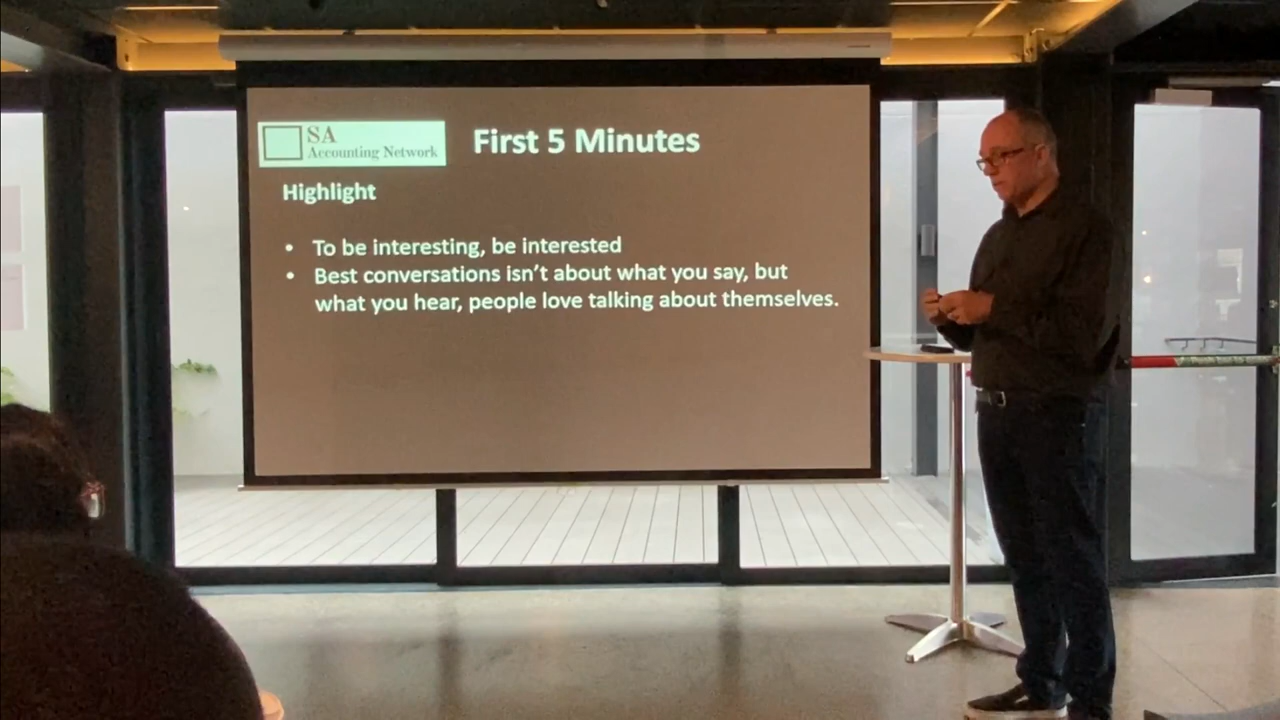 SA
Accounting Network
First 5 Minutes
Highlight
• To be interesting, be interested
• Best conversations isn't about what you say, but
what you hear, people love talking about themselves.